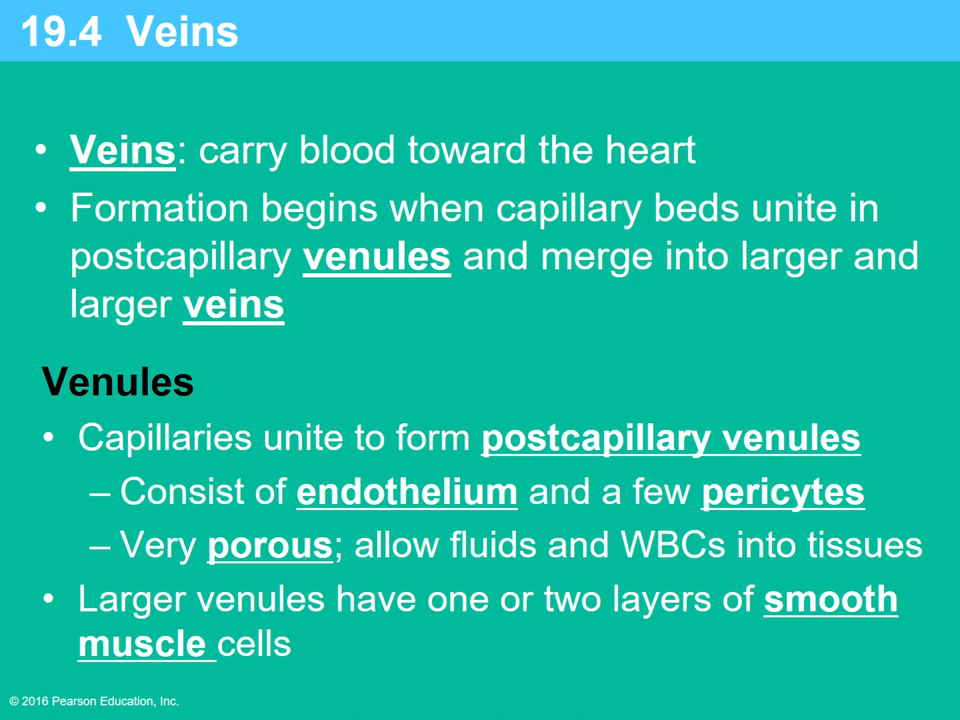 19.4 Veins
• Veins: carry blood toward the heart
• Formation begins when capillary beds unite in
postcapillary venules and merge into larger and
larger veins
Venules
• Capillaries unite to form postcapillary venules
– Consist of endothelium and a few pericytes
– Very porous; allow fluids and WBCs into tissues
• Larger venules have one or two layers of smooth
muscle cells
© 2016 Pearson Education, Inc.